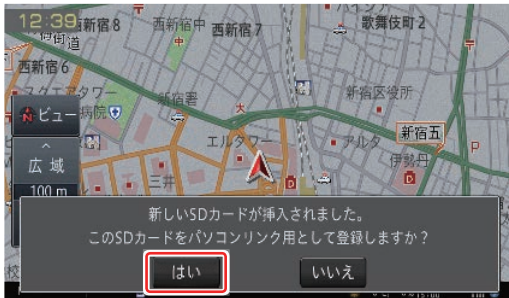 12:39
新宿8
西新宿中
西新宿7
歌舞伎町2
西新宿6
新宿署
新宿区役所
ビュー
病院
エルタワー
アルタ
新宿五
伊勢丹
P
広域
三井
100m
新しいSDカードが挿入されました。
このSDカードをパソコンリンク用として登録しますか？
はい
いいえ